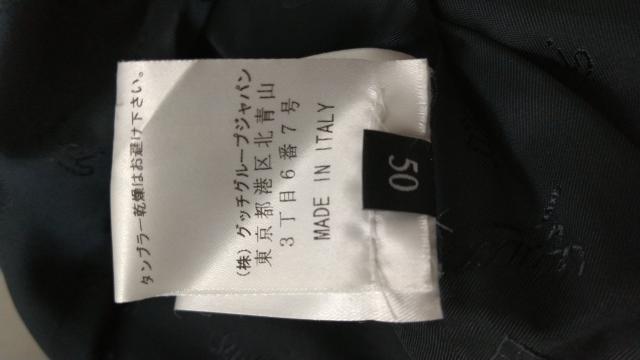 タンブラー乾燥はお避け下さい。
(株)グッチグループジャパン
東京都港区北青山
3丁目6番7号
MADE IN ITALY
50